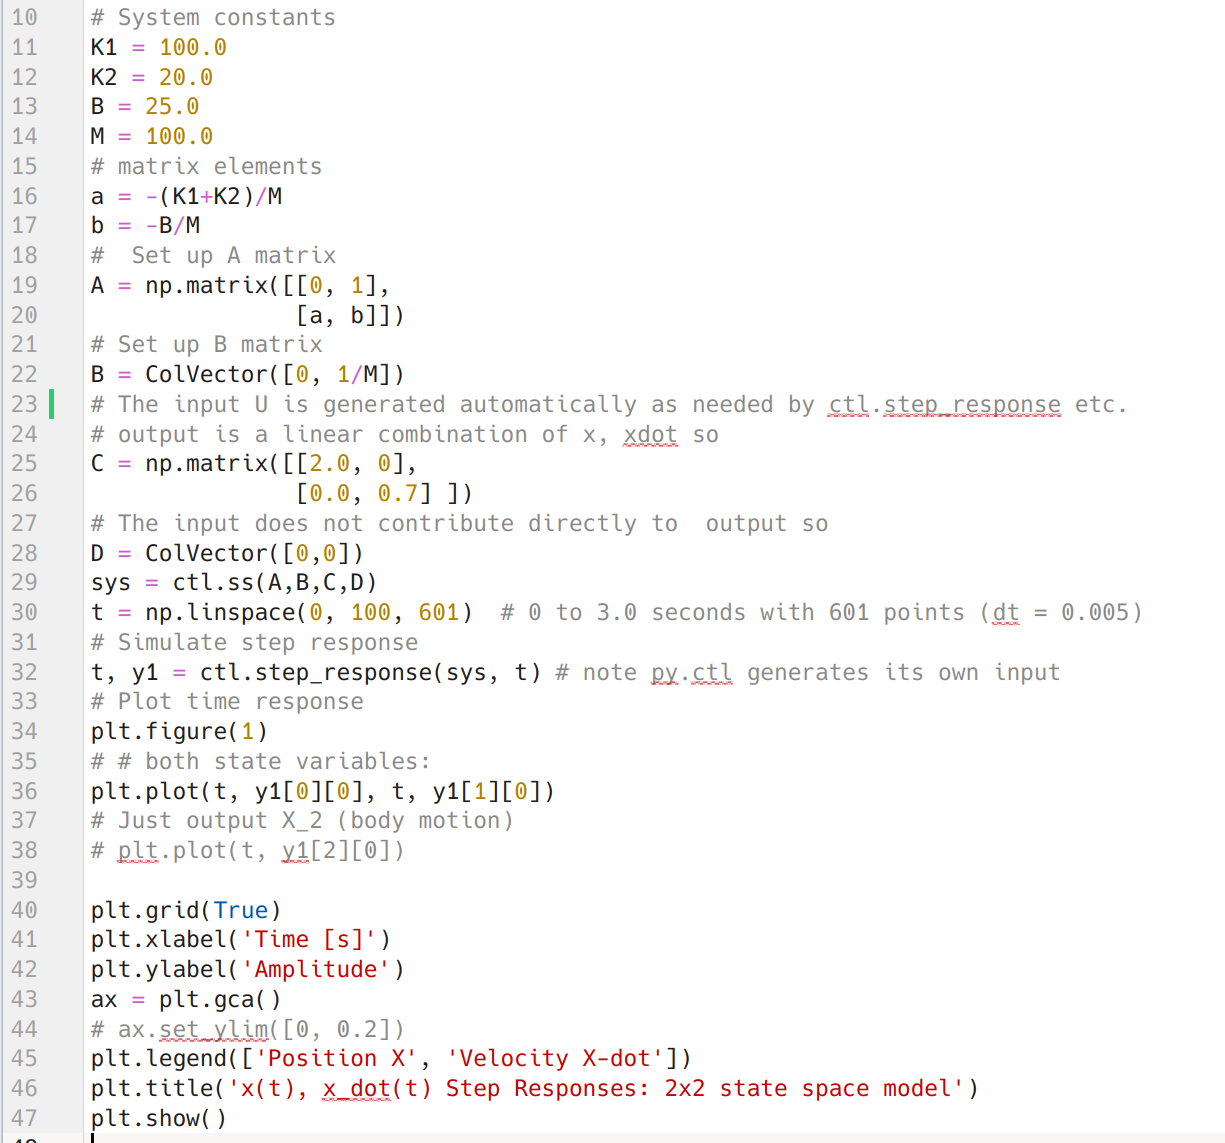 10 # System constants
11 K1 = 100.0
12 K2 = 20.0
13 B = 25.0
14 M = 100.0
15 # matrix elements
16 a = -(K1+K2)/M
17 b = -B/M
18 #  Set up A matrix
19 A = np.matrix([[0, 1],
20                [a, b]])
21 # Set up B matrix
22 B = ColVector([0, 1/M])
23 # The input U is generated automatically as needed by ctl.step_response etc.
24 # output is a linear combination of x, xdot so
25 C = np.matrix([[2.0, 0],
26                [0.0, 0.7] ])
27 # The input does not contribute directly to  output so
28 D = ColVector([0,0])
29 sys = ctl.ss(A,B,C,D)
30 t = np.linspace(0, 100, 601)  # 0 to 3.0 seconds with 601 points (dt = 0.005)
31 # Simulate step response
32 t, y1 = ctl.step_response(sys, t) # note py.ctl generates its own input
33 # Plot time response
34 plt.figure(1)
35 # # both state variables:
36 plt.plot(t, y1[0][0], t, y1[1][0])
37 # Just output X_2 (body motion)
38 # plt.plot(t, y1[2][0])
39
40 plt.grid(True)
41 plt.xlabel('Time [s]')
42 plt.ylabel('Amplitude')
43 ax = plt.gca()
44 # ax.set_ylim([0, 0.2])
45 plt.legend(['Position X', 'Velocity X-dot'])
46 plt.title('x(t), x_dot(t) Step Responses: 2x2 state space model')
47 plt.show()